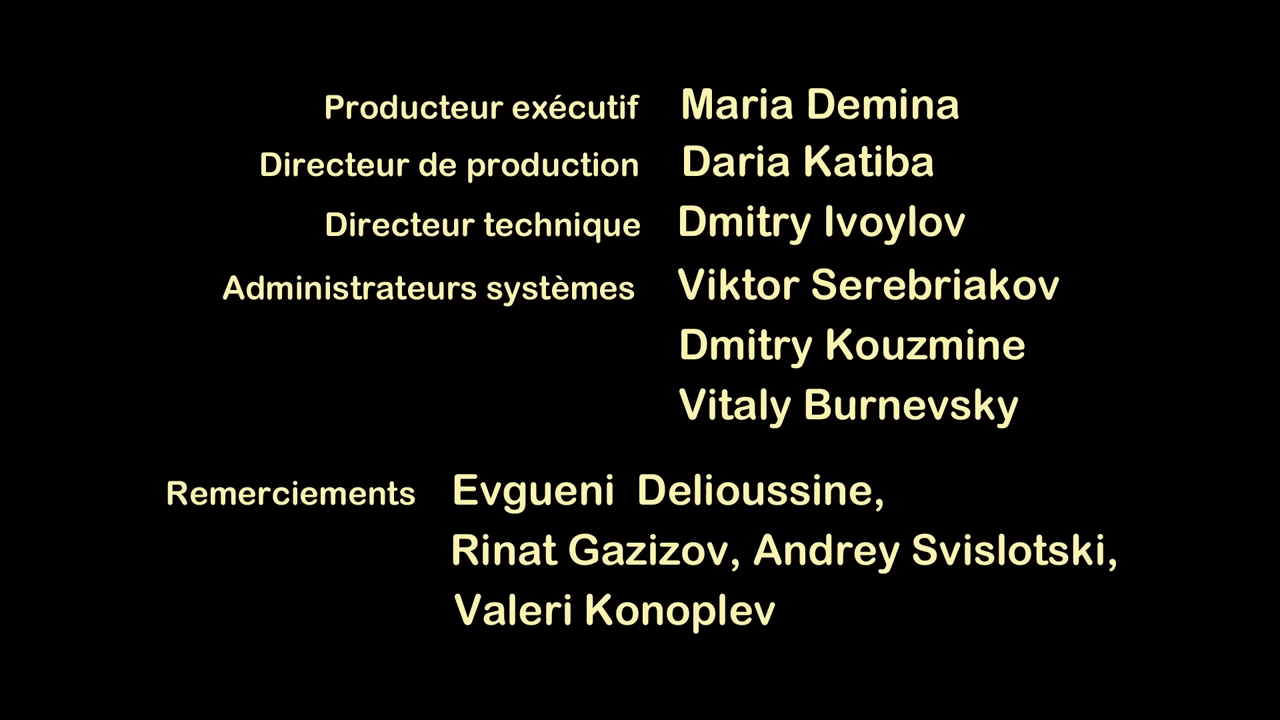 Producteur exécutif Maria Demina
Directeur de production Daria Katiba
Directeur technique Dmitry Ivoylov
Administrateurs systèmes Viktor Serebriakov
Dmitry Kouzmine
Vitaly Burnevsky
Remerciements Evgueni Delioussine,
Rinat Gazizov, Andrey Svislotski,
Valeri Konoplev